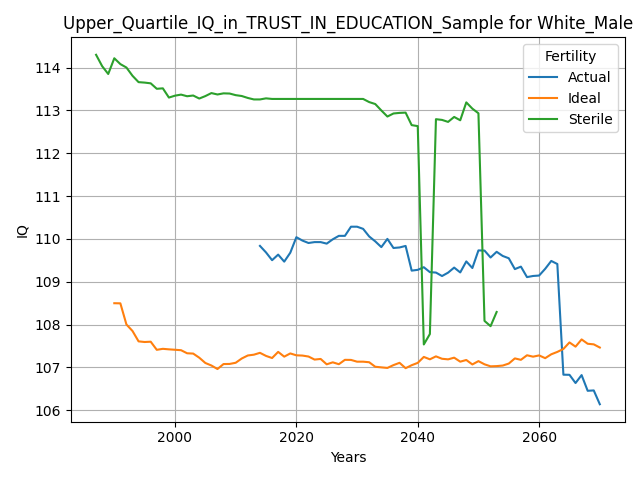 Upper_Quartile_IQ_in_TRUST_IN_EDUCATION_Sample for White_Male
Fertility
Actual
Ideal
Sterile
114
113
112
111
110
109
108
107
106
IQ
2000
2020
2040
2060
Years